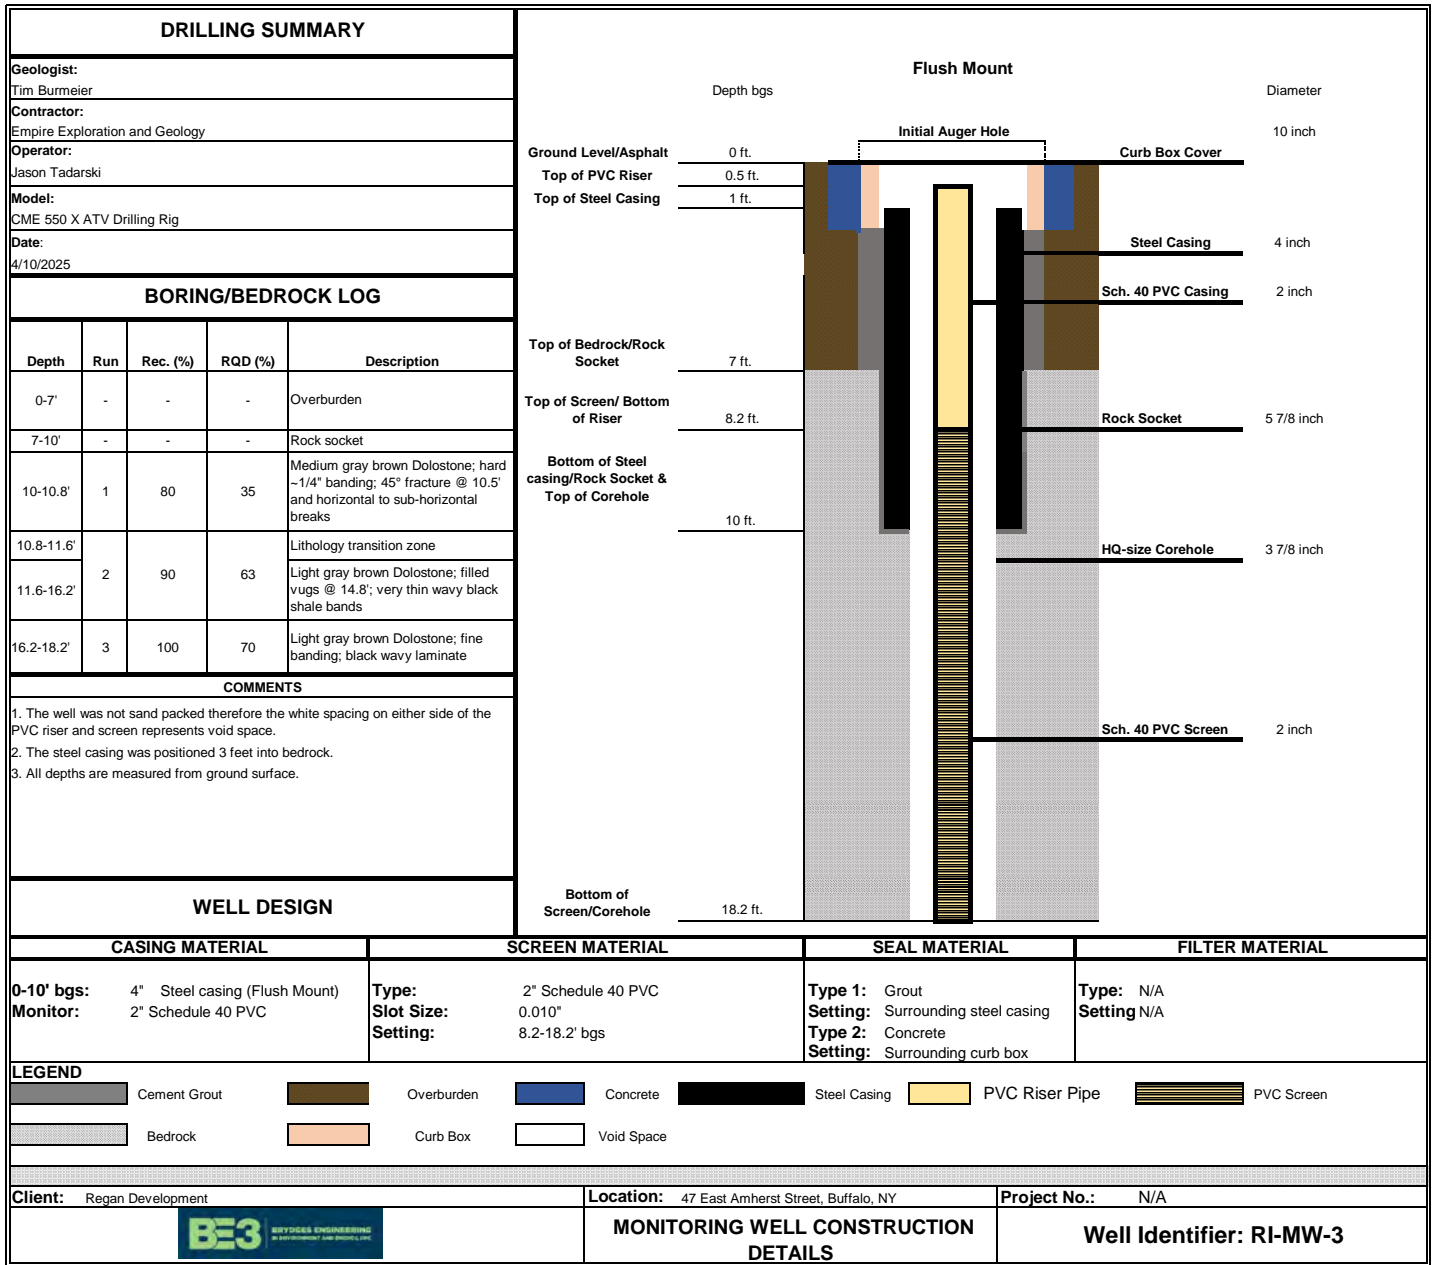 DRILLING SUMMARY
Geologist:
Tim Burmeier
Contractor:
Empire Exploration and Geology
Operator:
Jason Tadarski
Model:
CME 550 X ATV Drilling Rig
Date:
4/10/2025
BORING/BEDROCK LOG
Depth Run Rec. (%) RQD (%) Description
0-7' - - - Overburden
7-10' - - - Rock socket
10-10.8' 1 80 35 Medium gray brown Dolostone; hard
~1/4" banding; 45° fracture @ 10.5'
and horizontal to sub-horizontal
breaks
10.8-11.6' Lithology transition zone
11.6-16.2' 2 90 63 Light gray brown Dolostone; filled
vugs @ 14.8'; very thin wavy black
shale bands
16.2-18.2' 3 100 70 Light gray brown Dolostone; fine
banding; black wavy laminate
COMMENTS
1. The well was not sand packed therefore the white spacing on either side of the
PVC riser and screen represents void space.
2. The steel casing was positioned 3 feet into bedrock.
3. All depths are measured from ground surface.
WELL DESIGN
Flush Mount
Depth bgs Diameter
Initial Auger Hole 10 inch
Ground Level/Asphalt 0 ft. Curb Box Cover
Top of PVC Riser 0.5 ft.
Top of Steel Casing 1 ft.
Steel Casing 4 inch
Sch. 40 PVC Casing 2 inch
Top of Bedrock/Rock
Socket 7 ft.
Top of Screen/ Bottom
of Riser 8.2 ft. Rock Socket 5 7/8 inch
Bottom of Steel
casing/Rock Socket &
Top of Corehole
10 ft.
HQ-size Corehole 3 7/8 inch
Sch. 40 PVC Screen 2 inch
Bottom of
Screen/Corehole 18.2 ft.
CASING MATERIAL SCREEN MATERIAL SEAL MATERIAL FILTER MATERIAL
0-10' bgs: 4" Steel casing (Flush Mount) Type: 2" Schedule 40 PVC Type 1: Grout Type: N/A
Monitor: 2" Schedule 40 PVC Slot Size: 0.010" Setting: Surrounding steel casing Setting N/A
Setting: 8.2-18.2' bgs Type 2: Concrete
Setting: Surrounding curb box
LEGEND
Cement Grout Overburden Concrete Steel Casing PVC Riser Pipe PVC Screen
Bedrock Curb Box Void Space
Client: Regan Development Location: 47 East Amherst Street, Buffalo, NY Project No.: N/A
BE3 BRYDGES ENGINEERING
IN ENVIRONMENT AND ENERGY, DPC
MONITORING WELL CONSTRUCTION
DETAILS
Well Identifier: RI-MW-3